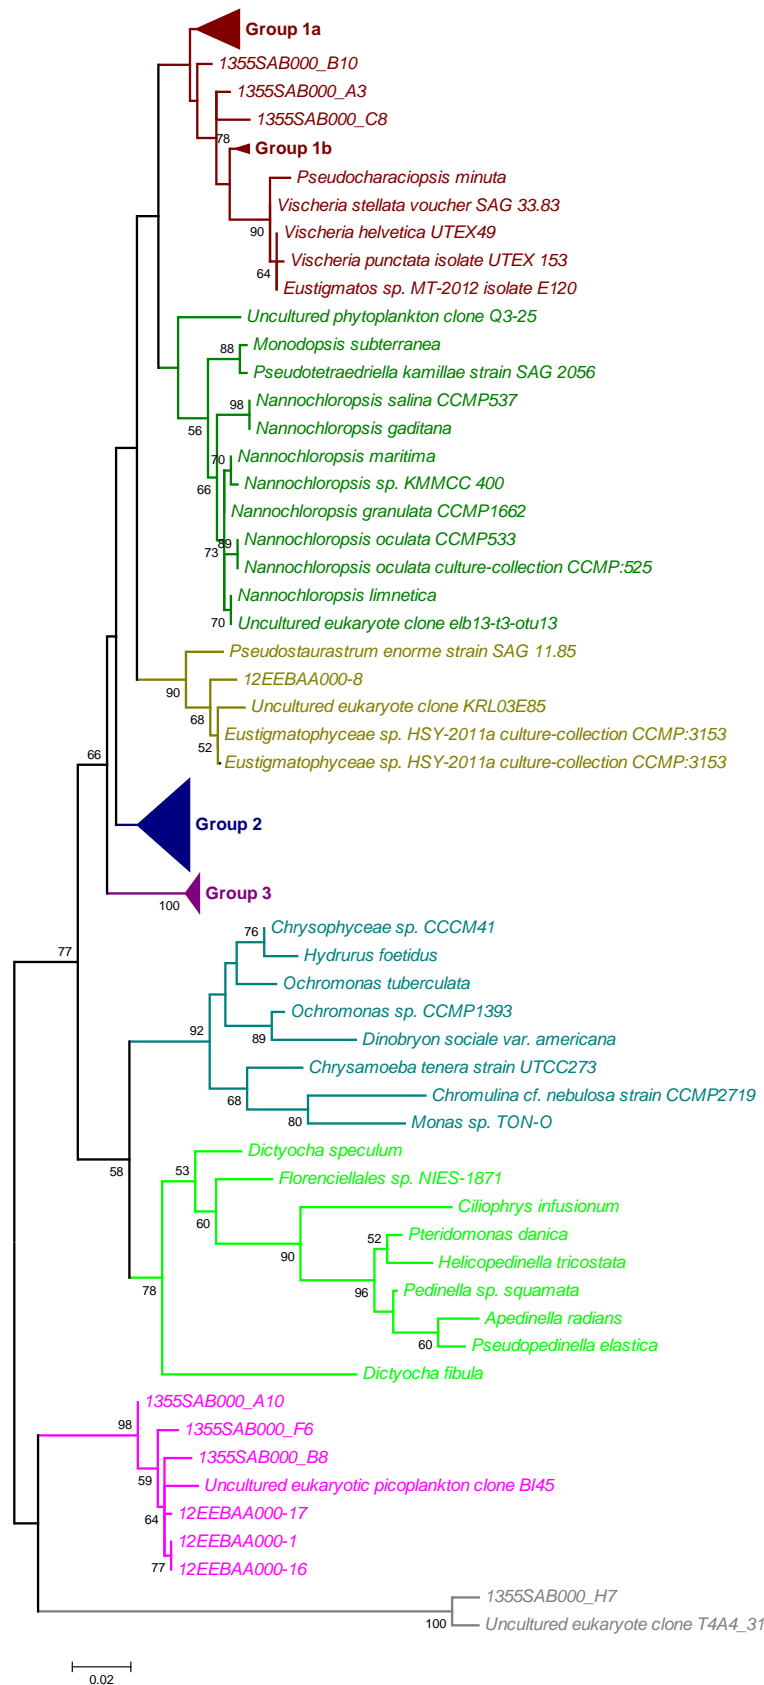 Group 1a
1355SAB000_B10
1355SAB000_A3
1355SAB000_C8
78
Group 1b
Pseudocharaciopsis minuta
Vischeria stellata voucher SAG 33.83
90
Vischeria helvetica UTEX49
Vischeria punctata isolate UTEX 153
64
Eustigmatos sp. MT-2012 isolate E120
Uncultured phytoplankton clone Q3-25
88
Monodopsis subterranea
Pseudotetraedriella kamillae strain SAG 2056
98
Nannochloropsis salina CCMP537
56
Nannochloropsis gaditana
70
Nannochloropsis maritima
66
Nannochloropsis sp. KMMCC 400
Nannochloropsis granulata CCMP1662
89
73
Nannochloropsis oculata CCMP533
Nannochloropsis oculata culture-collection CCMP:525
Nannochloropsis limnetica
70
Uncultured eukaryote clone elb13-t3-otu13
Pseudostaurastrum enorme strain SAG 11.85
90
12EEBAA000-8
68
Uncultured eukaryote clone KRL03E85
Eustigmatophyceae sp. HSY-2011a culture-collection CCMP:3153
52
66
Eustigmatophyceae sp. HSY-2011a culture-collection CCMP:3153
Group 2
Group 3
100
76
Chrysophyceae sp. CCCM41
77
Hydrurus foetidus
Ochromonas tuberculata
Ochromonas sp. CCMP1393
92
89
Dinobryon sociale var. americana
Chrysamoeba tenera strain UTCC273
68
Chromulina cf. nebulosa strain CCMP2719
80
Monas sp. TON-O
Dictyocha speculum
58
53
Florenciellales sp. NIES-1871
60
Ciliophrys infusionum
52
Pteridomonas danica
90
Helicopedinella tricostata
78
96
Pedinella sp. squamata
Apedinella radians
60
Pseudopedinella elastica
Dictyocha fibula
1355SAB000_A10
98
1355SAB000_F6
1355SAB000_B8
59
Uncultured eukaryotic picoplankton clone BI45
64
12EEBAA000-17
12EEBAA000-1
77
12EEBAA000-16
1355SAB000_H7
100
Uncultured eukaryote clone T4A4_31
0.02